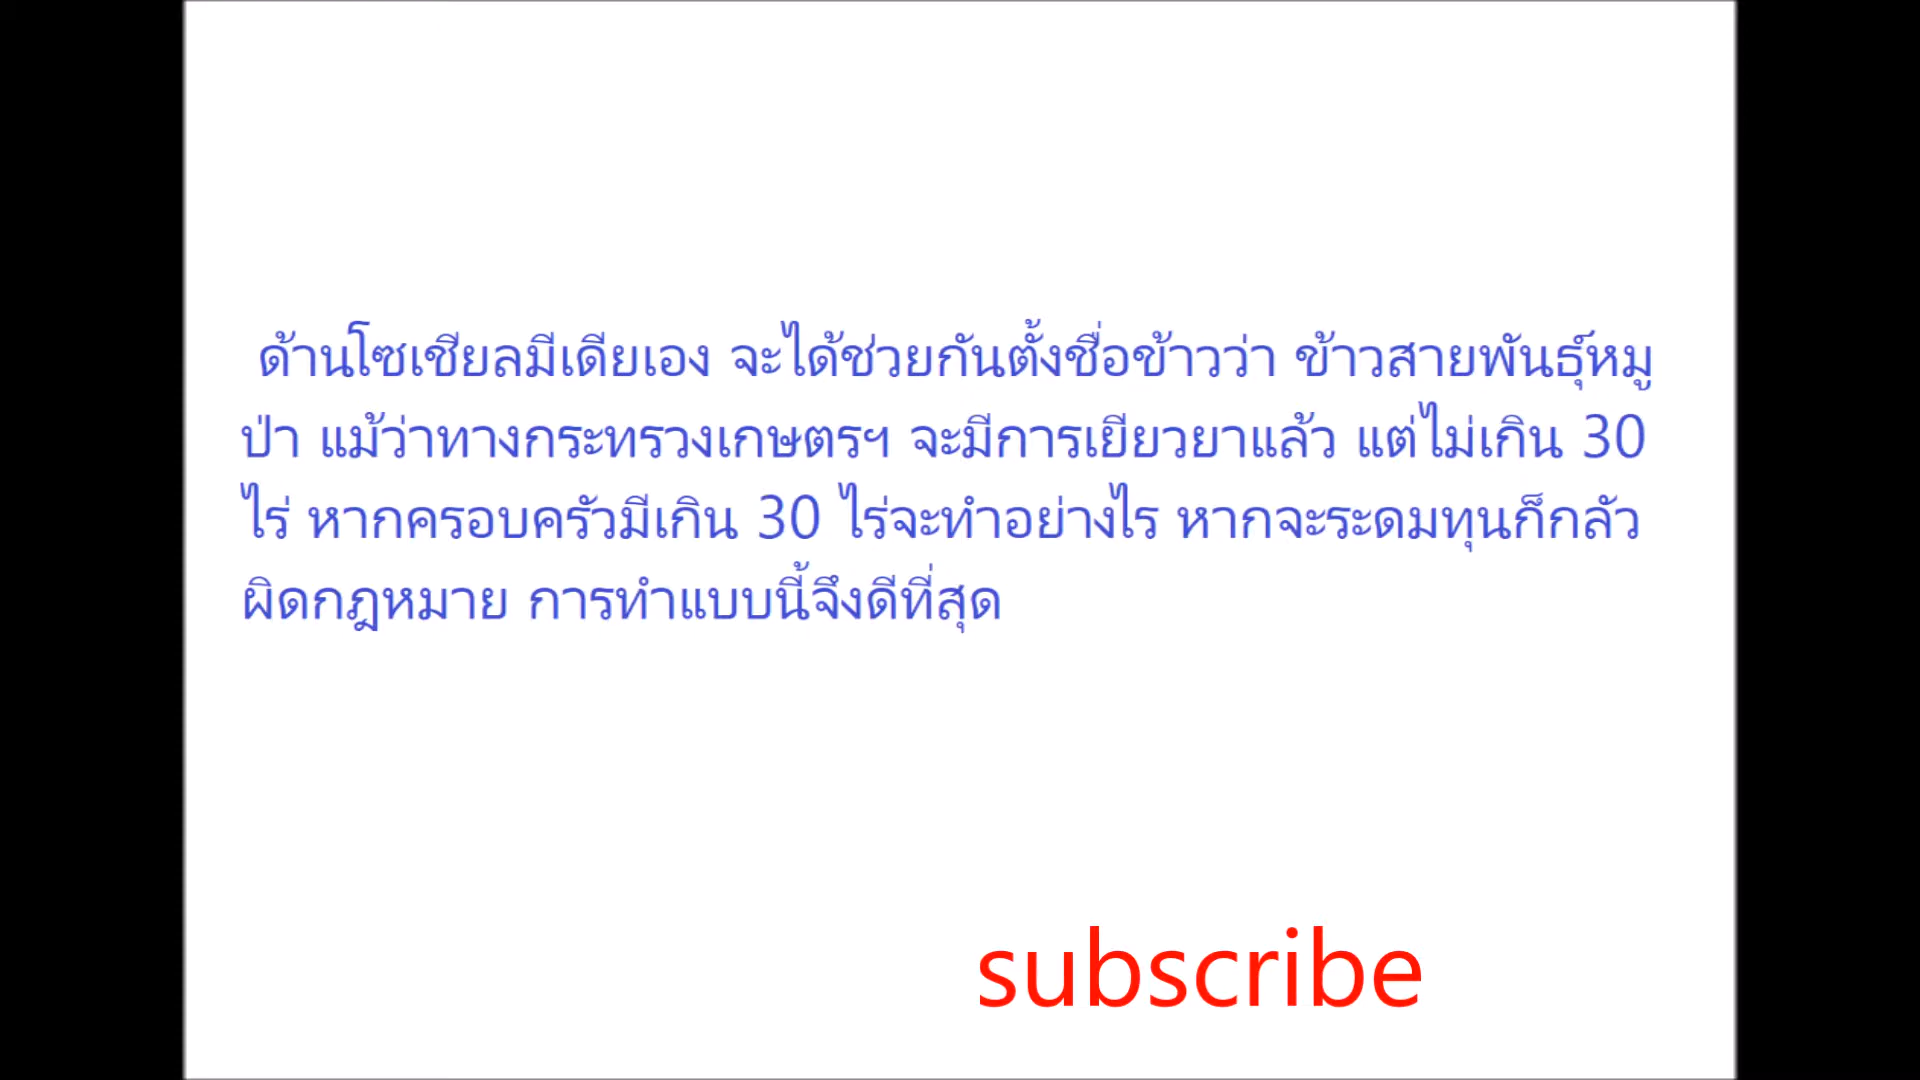 ด้านโซเชียลมีเดียเอง จะได้ช่วยกันตั้งชื่อข้าวว่า ข้าวสายพันธุ์หมู
ป่า แม้ว่าทางกระทรวงเกษตรฯ จะมีการเยียวยาแล้ว แต่ไม่เกิน 30
ไร่ หากครอบครัวมีเกิน 30 ไร่จะทำอย่างไร หากจะระดมทุนก็กลัว
ผิดกฎหมาย การทำแบบนี้จึงดีที่สุด
subscribe